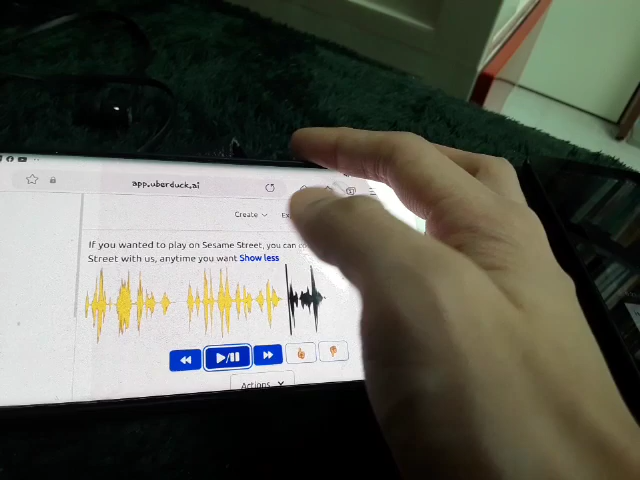 app.uberduck.ai
Create
If you wanted to play on Sesame Street, you can
Street with us, anytime you want Show less
Actions